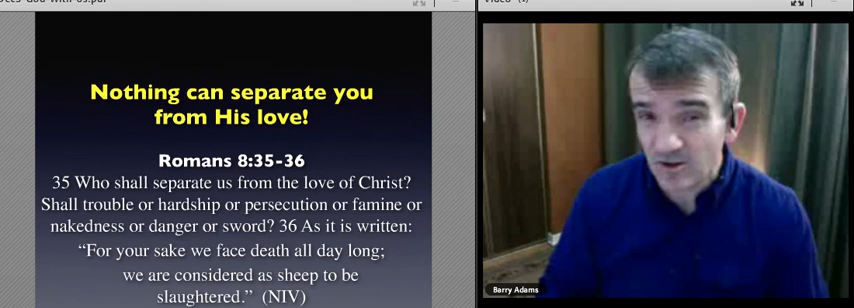 Nothing can separate you
from His love!
Romans 8:35-36
35 Who shall separate us from the love of Christ?
Shall trouble or hardship or persecution or famine or
nakedness or danger or sword? 36 As it is written:
“For your sake we face death all day long;
we are considered as sheep to be
slaughtered.” (NIV)
Barry Adams